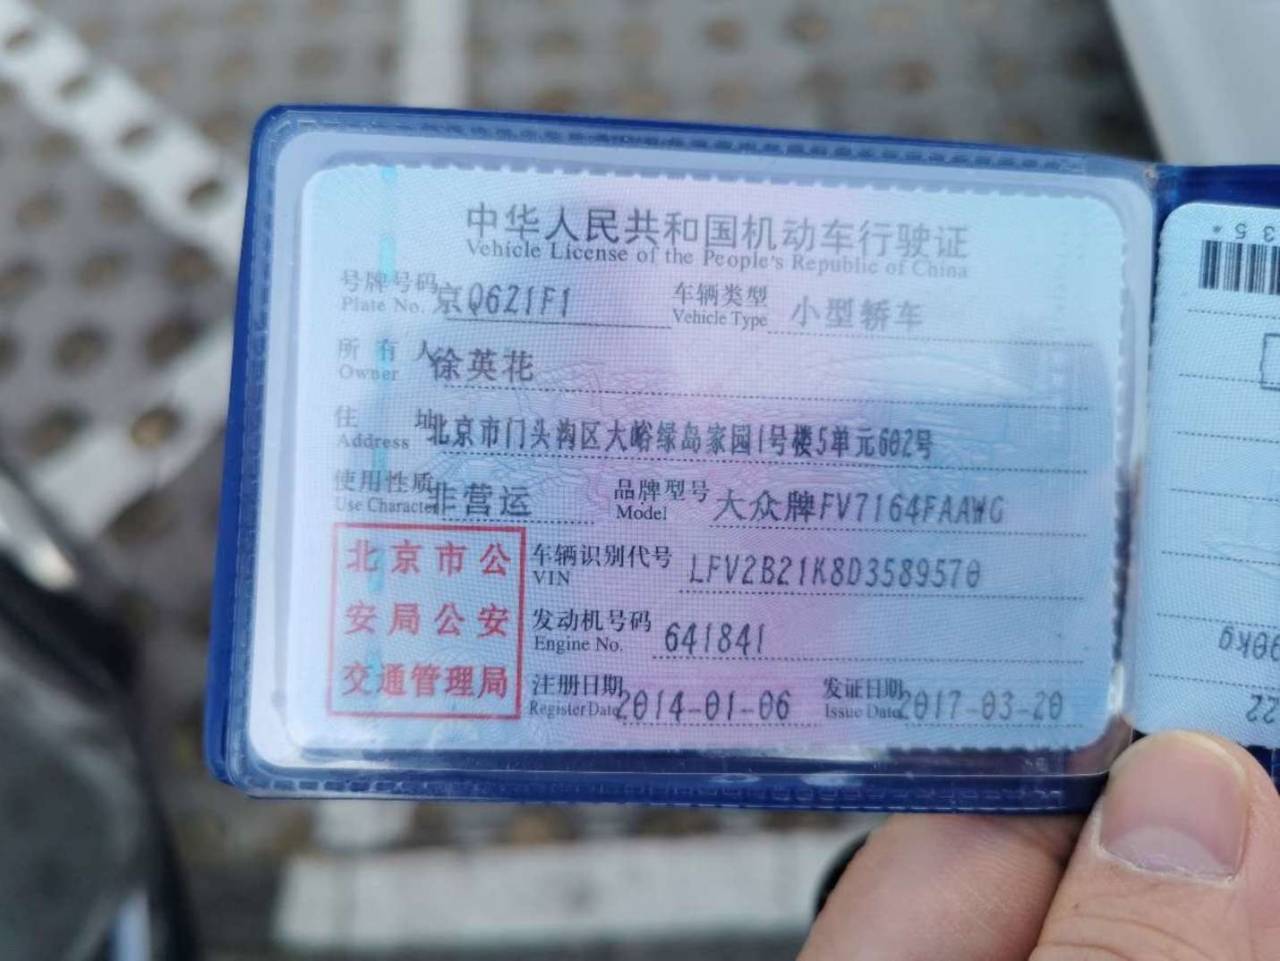 中华人民共和国机动车行驶证
Vehicle License of the People's Republic of China
号牌号码 京Q6Z1F1 车辆类型 小型轿车
Plate No. Vehicle Type
所有人 徐英花
Owner
住址 北京市门头沟区大峪绿岛家园1号楼5单元602号
Address
使用性质 非营运 品牌型号 大众牌FV7164FAAWG
Use Character Model
北京市公
安局公安
交通管理局
车辆识别代号 LFV2B21K8D3589570
VIN
发动机号码 641841
Engine No.
注册日期 2014-01-06 发证日期 2017-03-20
Register Date Issue Date